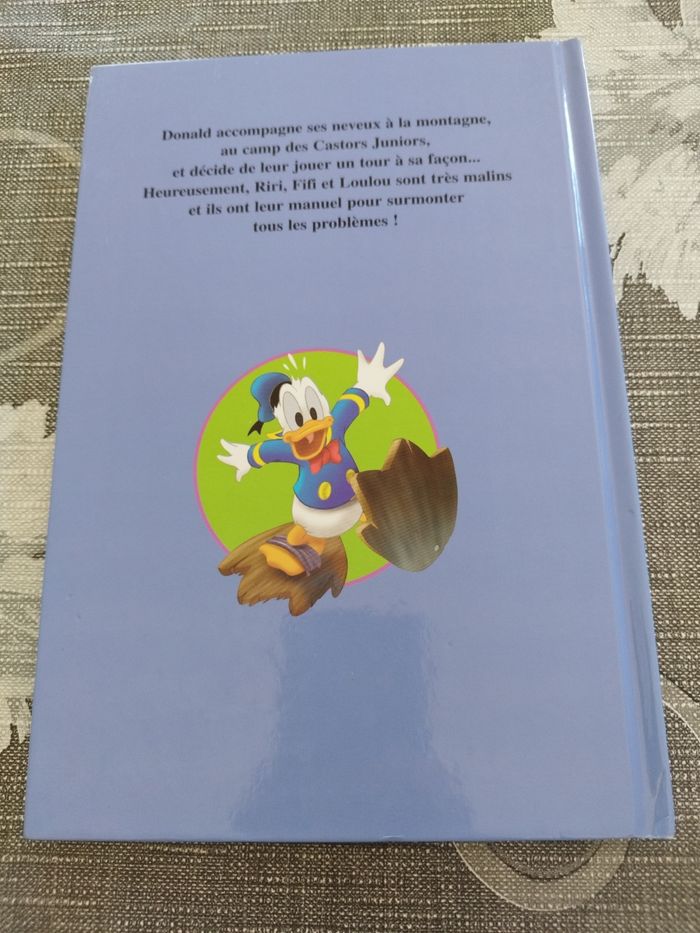 Donald accompagne ses neveux à la montagne,
au camp des Castors Juniors,
et décide de leur jouer un tour à sa façon...
Heureusement, Riri, Fifi et Loulou sont très malins
et ils ont leur manuel pour surmonter
tous les problèmes !